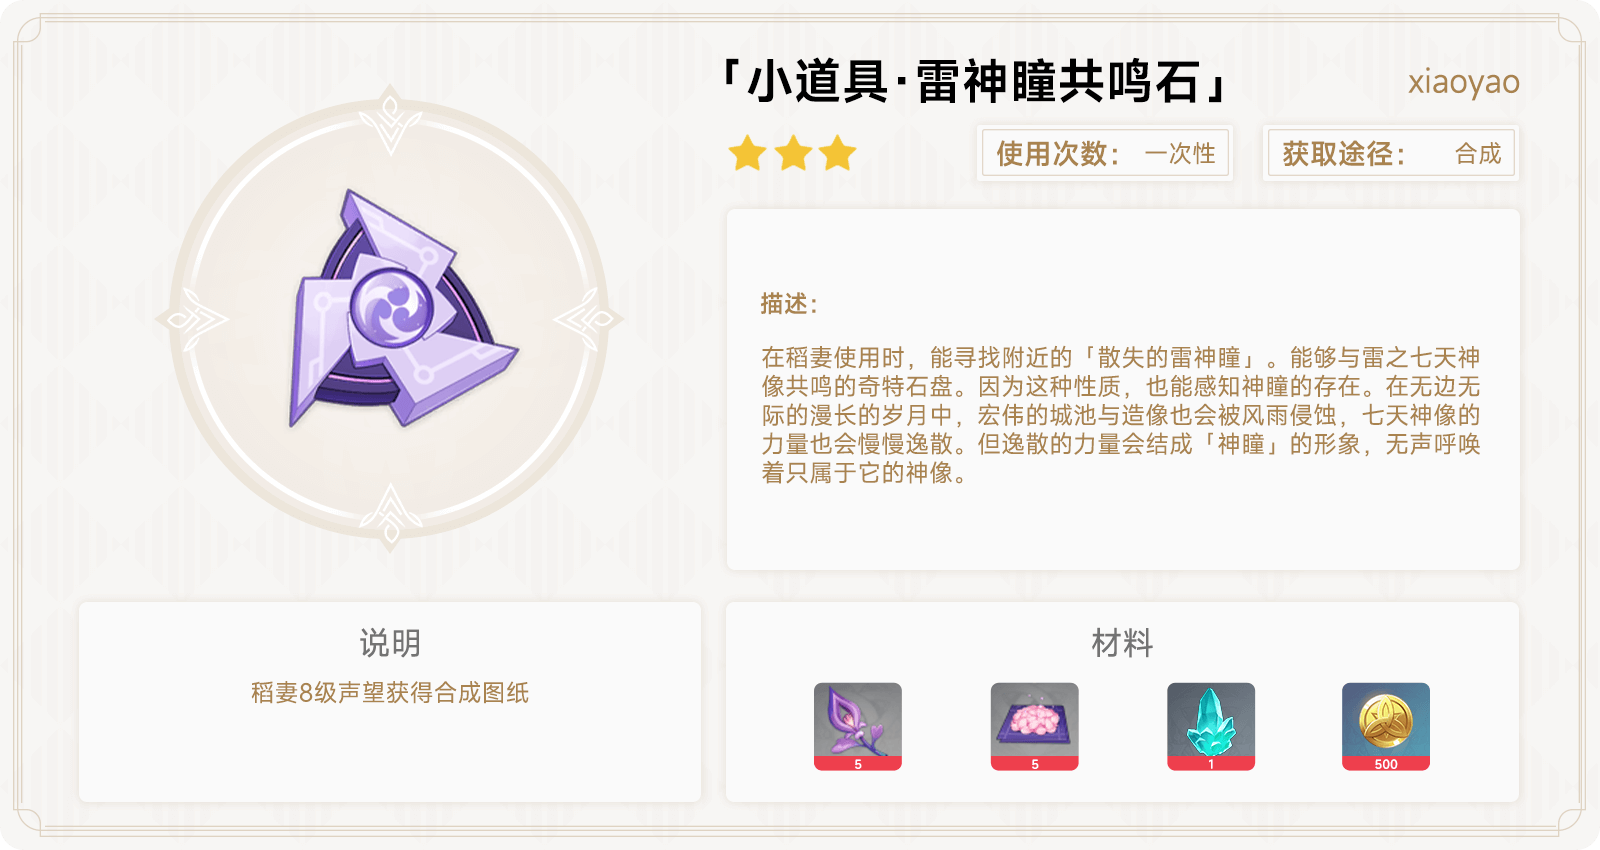 「小道具·雷神瞳共鸣石」
xiaoyao
使用次数： 一次性
获取途径： 合成
描述：
在稻妻使用时，能寻找附近的「散失的雷神瞳」。能够与雷之七天神
像共鸣的奇特石盘。因为这种性质，也能感知神瞳的存在。在无边无
际的漫长的岁月中，宏伟的城池与造像也会被风雨侵蚀，七天神像的
力量也会慢慢逸散。但逸散的力量会结成「神瞳」的形象，无声呼唤
着只属于它的神像。
说明
稻妻8级声望获得合成图纸
材料
5
5
1
500